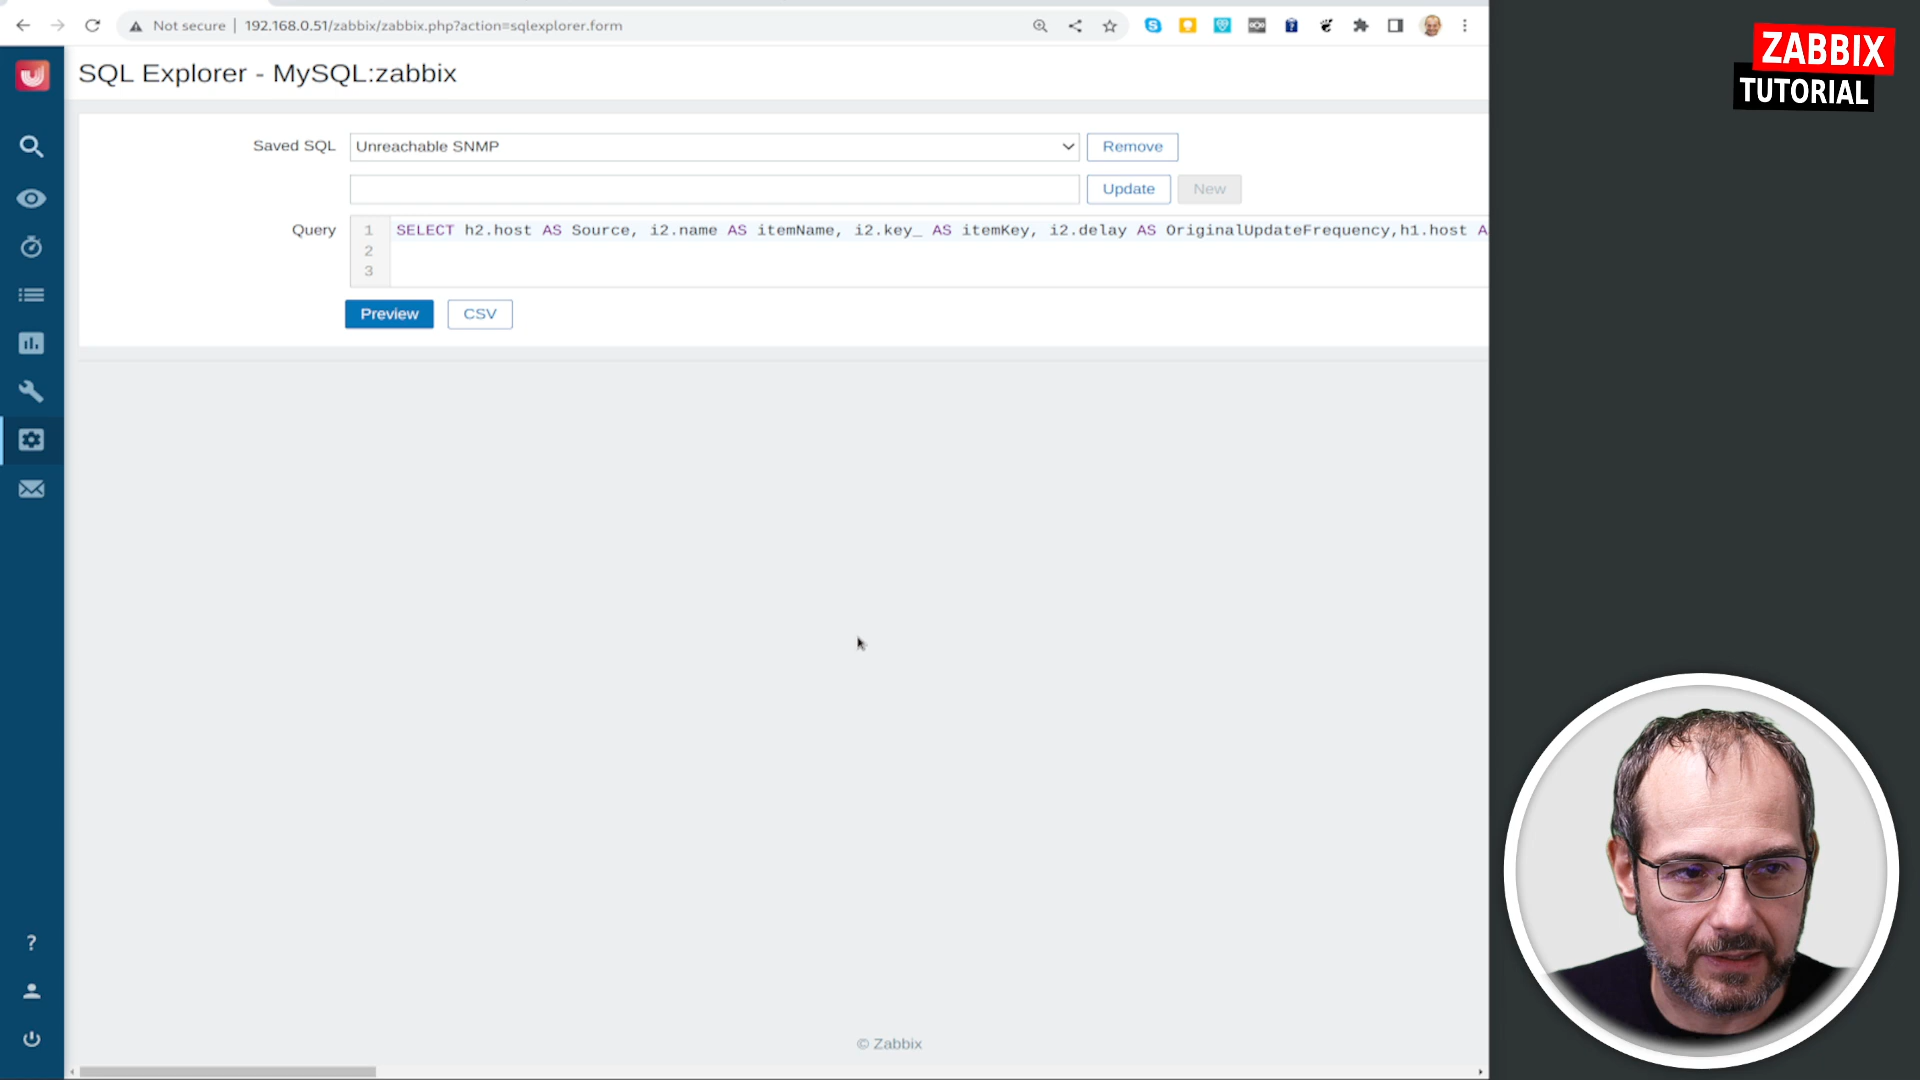 Not secure | 192.168.0.51/zabbix/zabbix.php?action=sqlexplorer.form
ZABBIX
TUTORIAL
SQL Explorer - MySQL:zabbix
Saved SQL Unreachable SNMP Remove
Update New
Query 1 SELECT h2.host AS Source, i2.name AS itemName, i2.key_ AS itemKey, i2.delay AS OriginalUpdateFrequency,h1.host A
2
3
Preview CSV
?
© Zabbix